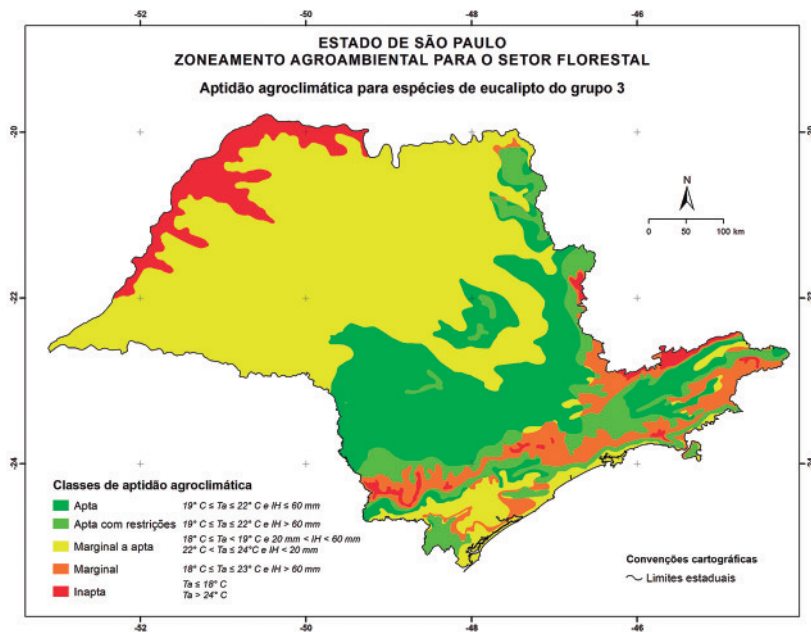 -52 -50 -48 -46
ESTADO DE SÃO PAULO
ZONEAMENTO AGROAMBIENTAL PARA O SETOR FLORESTAL
Aptidão agroclimática para espécies de eucalipto do grupo 3
-20 -20
N
0 50 100 km
-22 -22
-24 -24
Classes de aptidão agroclimática
Apta 19° C ≤ Ta ≤ 22° C e IH ≤ 60 mm
Apta com restrições 19° C ≤ Ta ≤ 22° C e IH > 60 mm
Marginal a apta 18° C ≤ Ta < 19° C e 20 mm < IH < 60 mm
22° C < Ta ≤ 24°C e IH < 20 mm
Marginal 18° C ≤ Ta ≤ 23° C e IH > 60 mm
Inapta Ta ≤ 18° C
Ta > 24° C
Convenções cartográficas
Limites estaduais
-52 -50 -48 -46